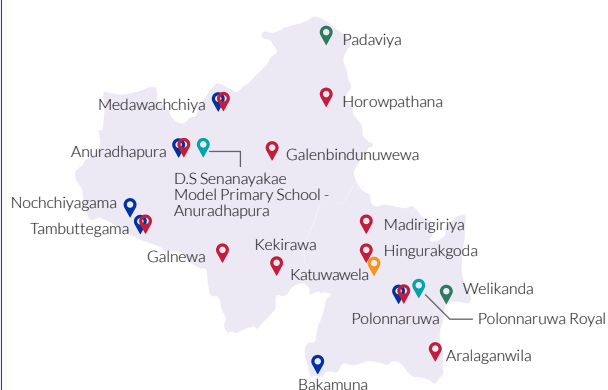 Padaviya
Medawachchiya
Horowpathana
Anuradhapura
Galenbindunuwewa
D.S Senanayakae
Model Primary School -
Anuradhapura
Nochchiyagama
Tambuttegama
Madirigiriya
Kekirawa
Hingurakgoda
Galnewa
Katuwawela
Welikanda
Polonnaruwa
Polonnaruwa Royal
Aralaganwila
Bakamuna